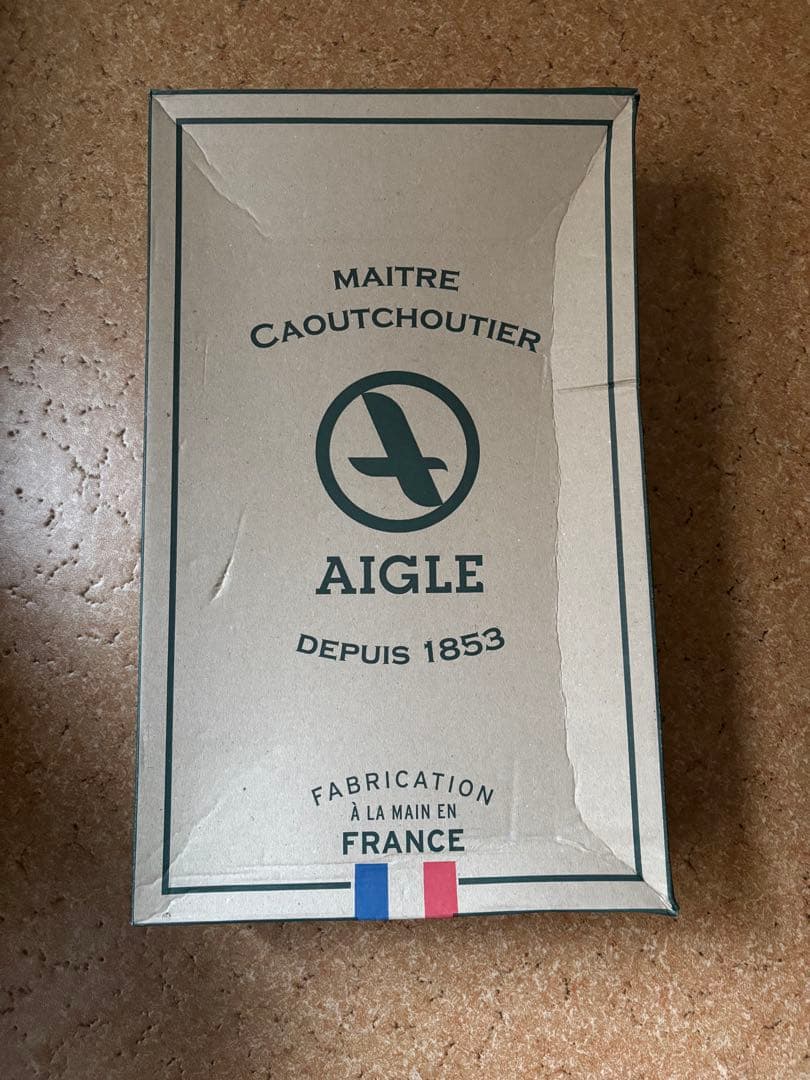 MAITRE
CAOUTCHOUTIER
AIGLE
DEPUIS 1853
FABRICATION
À LA MAIN EN
FRANCE